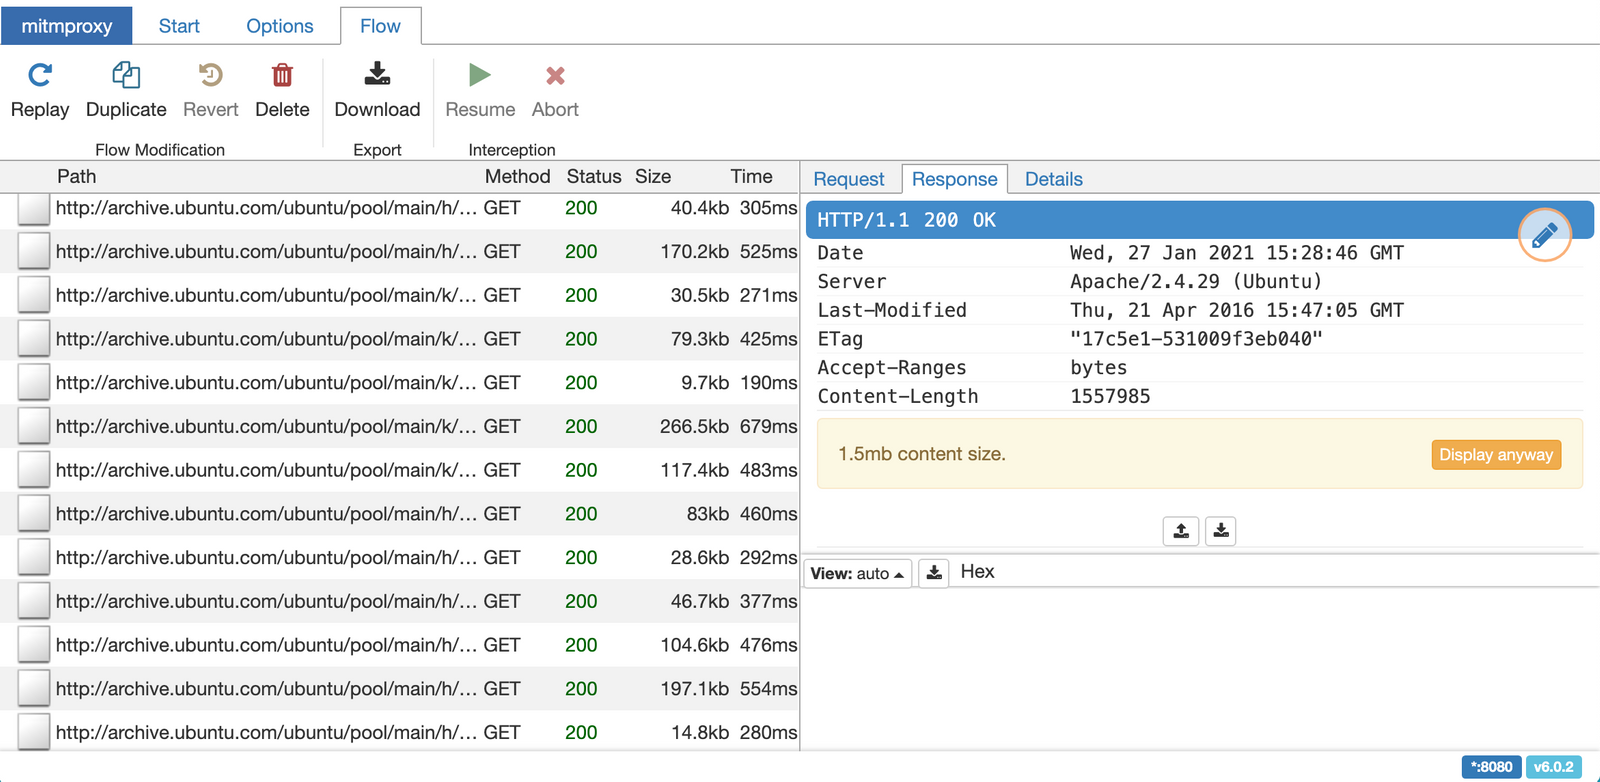 mitmproxy Start Options Flow
Replay Duplicate Revert Delete Download Resume Abort
Flow Modification Export Interception
Path Method Status Size Time
http://archive.ubuntu.com/ubuntu/pool/main/h/... GET 200 40.4kb 305ms
http://archive.ubuntu.com/ubuntu/pool/main/h/... GET 200 170.2kb 525ms
http://archive.ubuntu.com/ubuntu/pool/main/k/... GET 200 30.5kb 271ms
http://archive.ubuntu.com/ubuntu/pool/main/k/... GET 200 79.3kb 425ms
http://archive.ubuntu.com/ubuntu/pool/main/k/... GET 200 9.7kb 190ms
http://archive.ubuntu.com/ubuntu/pool/main/k/... GET 200 266.5kb 679ms
http://archive.ubuntu.com/ubuntu/pool/main/k/... GET 200 117.4kb 483ms
http://archive.ubuntu.com/ubuntu/pool/main/h/... GET 200 83kb 460ms
http://archive.ubuntu.com/ubuntu/pool/main/h/... GET 200 28.6kb 292ms
http://archive.ubuntu.com/ubuntu/pool/main/h/... GET 200 46.7kb 377ms
http://archive.ubuntu.com/ubuntu/pool/main/h/... GET 200 104.6kb 476ms
http://archive.ubuntu.com/ubuntu/pool/main/h/... GET 200 197.1kb 554ms
http://archive.ubuntu.com/ubuntu/pool/main/h/... GET 200 14.8kb 280ms
Request Response Details
HTTP/1.1 200 OK
Date Wed, 27 Jan 2021 15:28:46 GMT
Server Apache/2.4.29 (Ubuntu)
Last-Modified Thu, 21 Apr 2016 15:47:05 GMT
ETag "17c5e1-531009f3eb040"
Accept-Ranges bytes
Content-Length 1557985
1.5mb content size. Display anyway
View: auto Hex
*:8080 v6.0.2